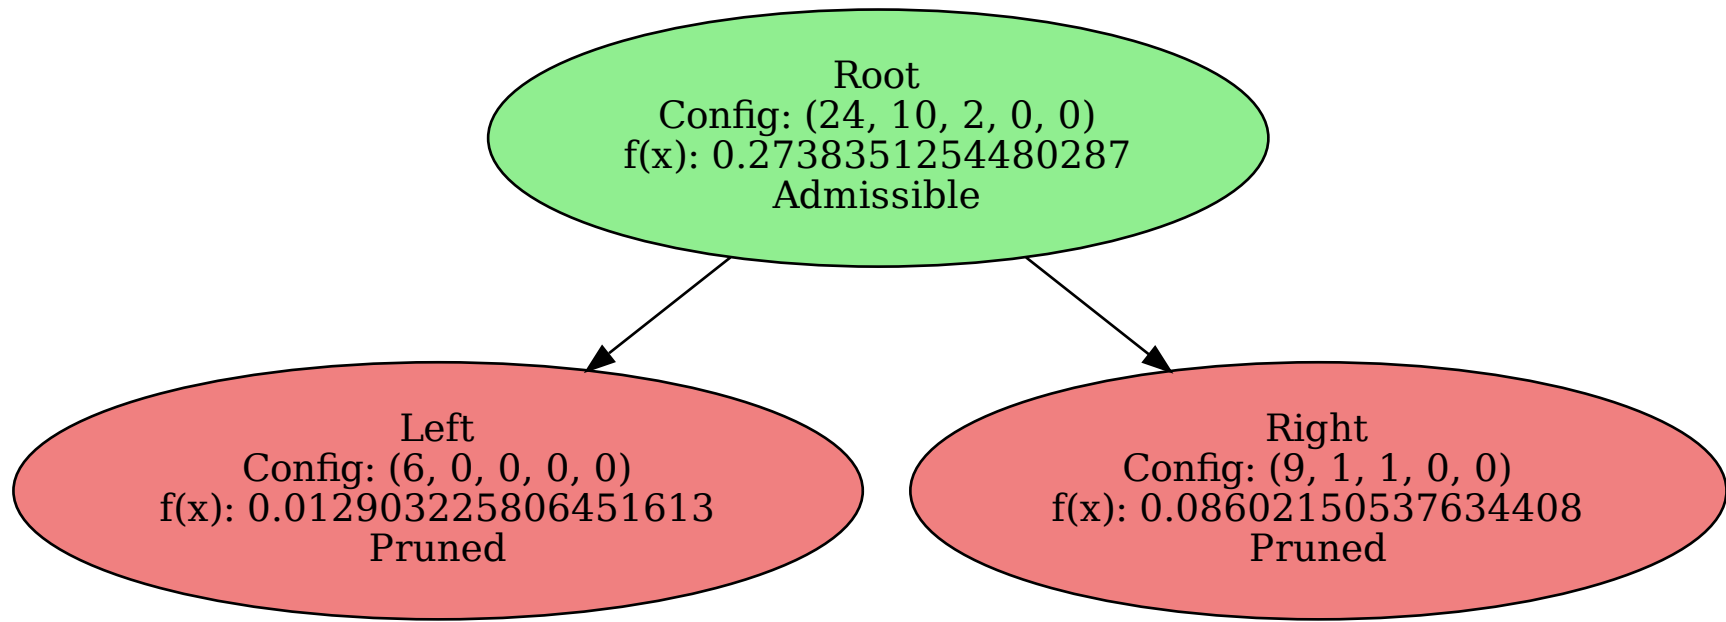 Root
Config: (24, 10, 2, 0, 0)
f(x): 0.2738351254480287
Admissible
Left
Config: (6, 0, 0, 0, 0)
f(x): 0.012903225806451613
Pruned
Right
Config: (9, 1, 1, 0, 0)
f(x): 0.08602150537634408
Pruned